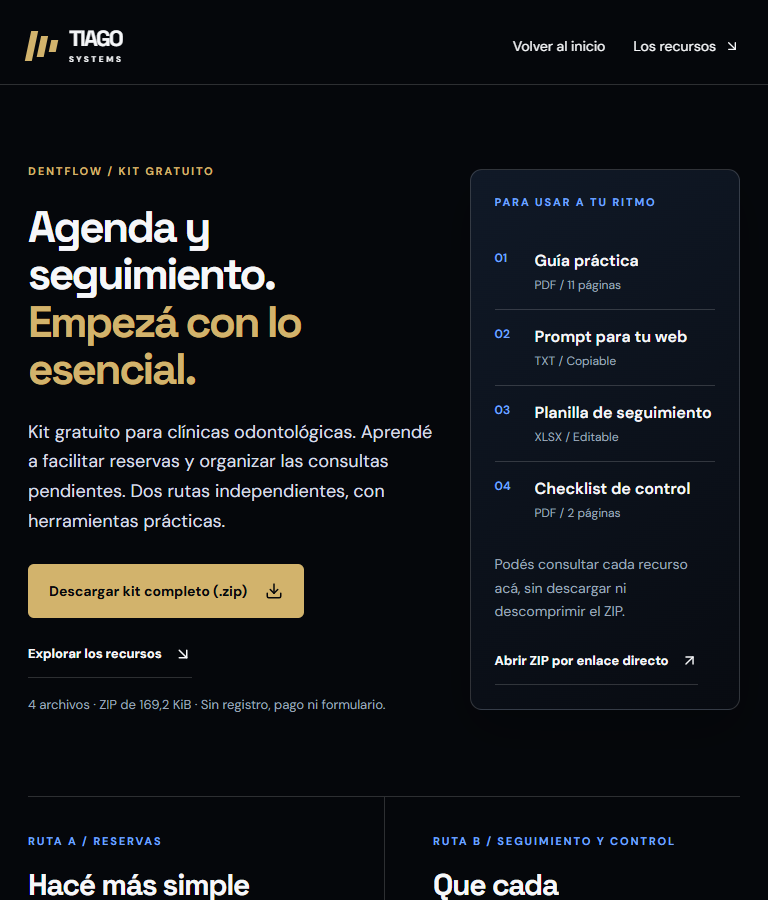 TIAGO
SYSTEMS
Volver al inicio
Los recursos
DENTFLOW / KIT GRATUITO
Agenda y
seguimiento.
Empezá con lo
esencial.
Kit gratuito para clínicas odontológicas. Aprendé
a facilitar reservas y organizar las consultas
pendientes. Dos rutas independientes, con
herramientas prácticas.
Descargar kit completo (.zip)
Explorar los recursos
4 archivos · ZIP de 169,2 KiB · Sin registro, pago ni formulario.
PARA USAR A TU RITMO
01
Guía práctica
PDF / 11 páginas
02
Prompt para tu web
TXT / Copiable
03
Planilla de seguimiento
XLSX / Editable
04
Checklist de control
PDF / 2 páginas
Podés consultar cada recurso
acá, sin descargar ni
descomprimir el ZIP.
Abrir ZIP por enlace directo
RUTA A / RESERVAS
Hacé más simple
RUTA B / SEGUIMIENTO Y CONTROL
Que cada